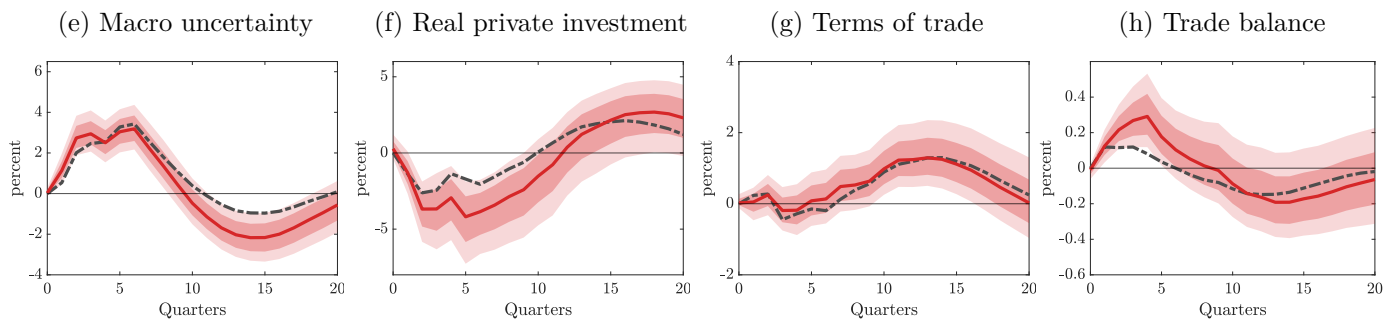 (e) Macro uncertainty
(f) Real private investment
(g) Terms of trade
(h) Trade balance
percent
6
4
2
0
-2
-4
0 5 10 15 20
Quarters
percent
5
0
-5
0 5 10 15 20
Quarters
percent
4
2
0
-2
0 5 10 15 20
Quarters
percent
0.4
0.2
0
-0.2
-0.4
-0.6
0 5 10 15 20
Quarters